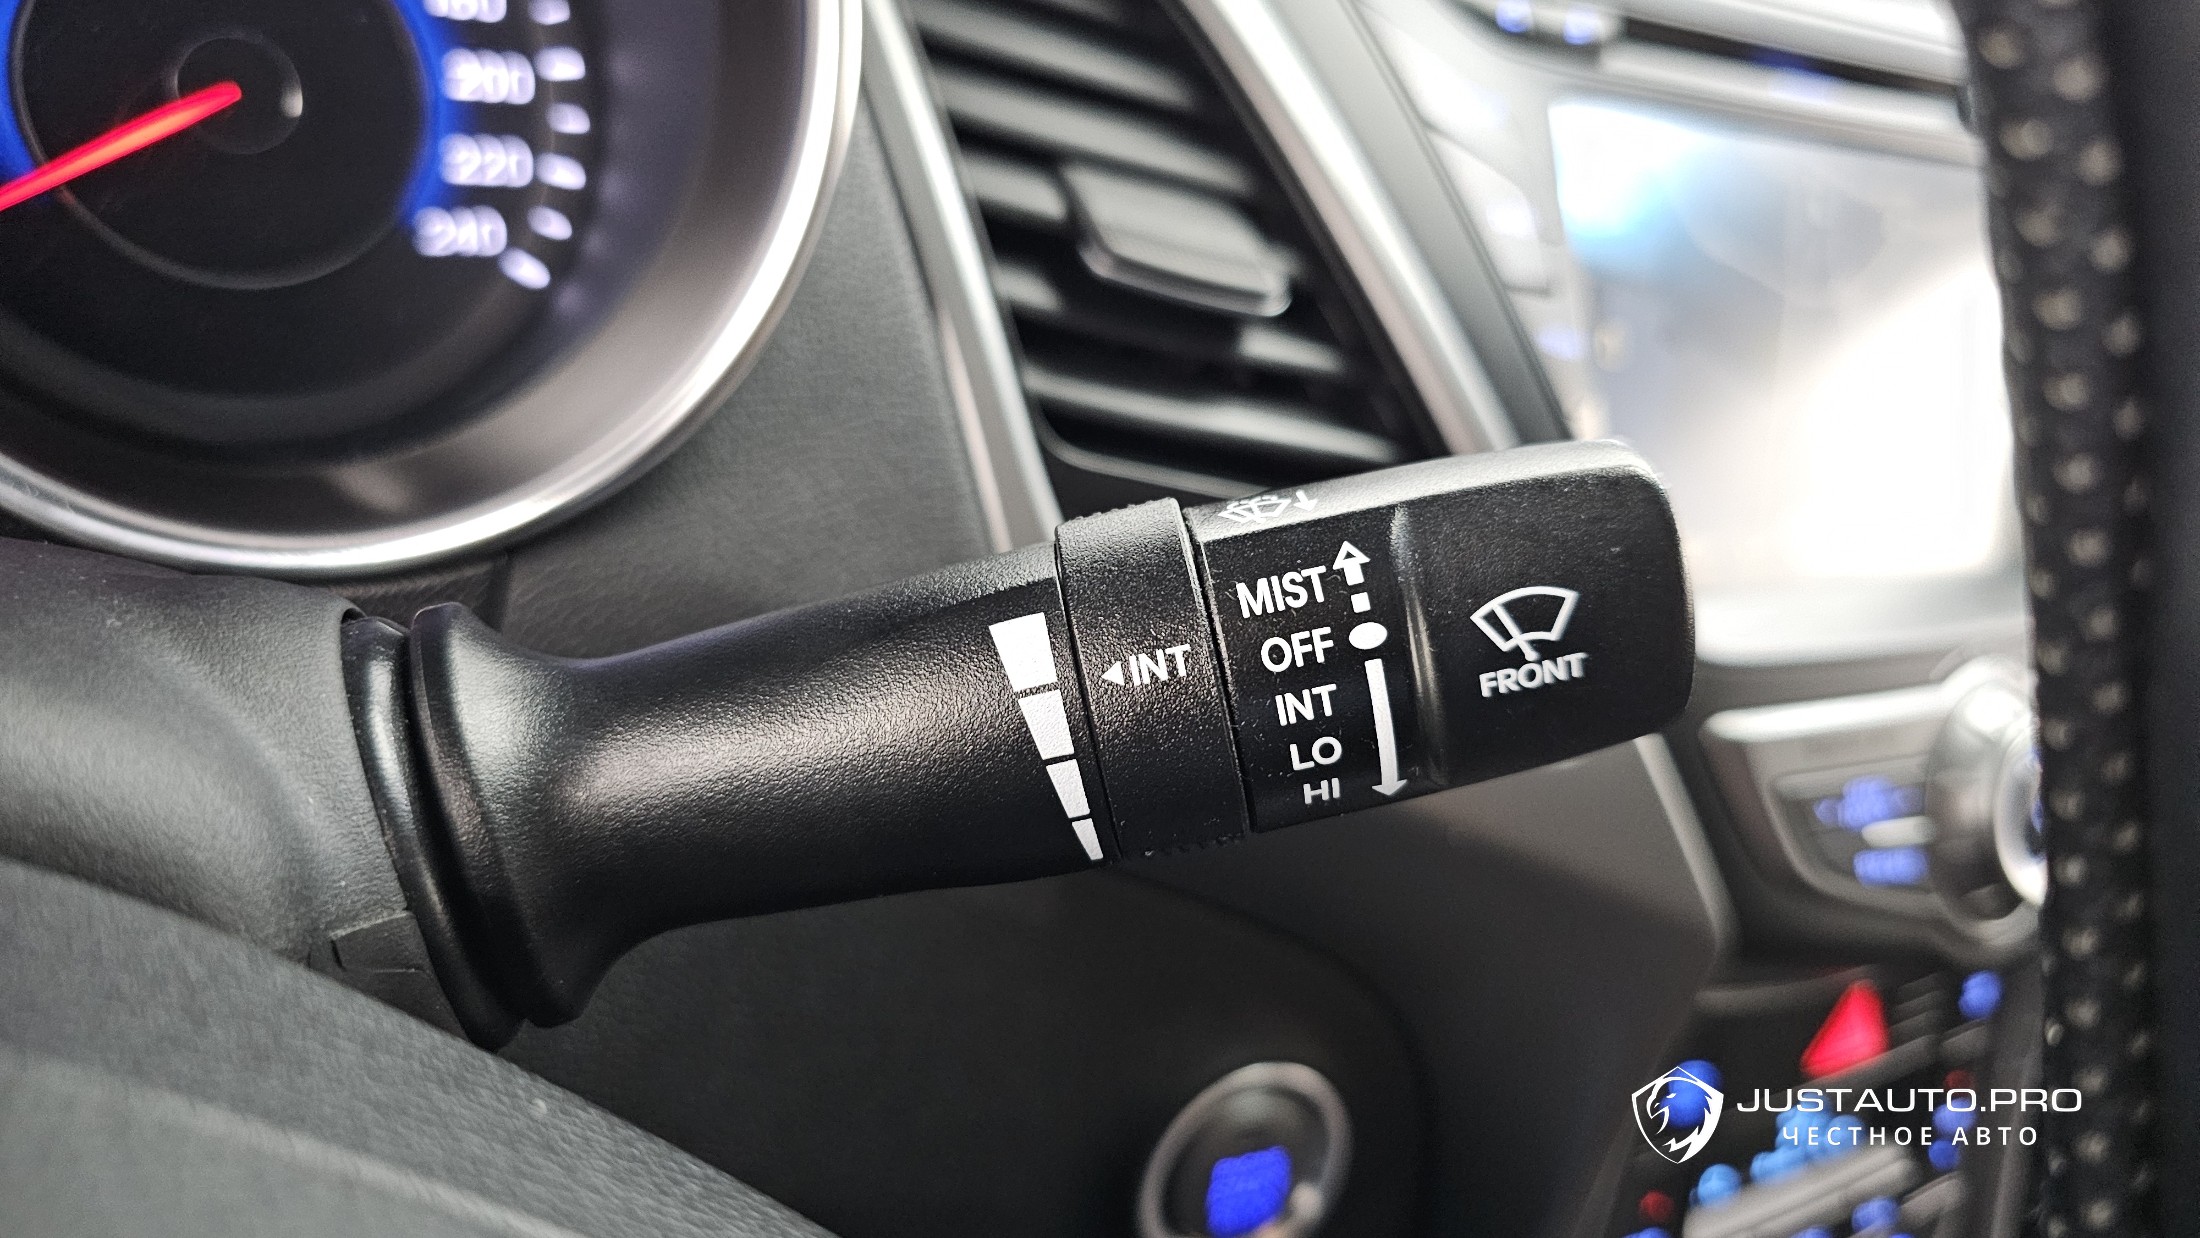 200
220
240
MIST
OFF
INT
INT
LO
HI
FRONT
JUSTAUTO.PRO
ЧЕСТНОЕ АВТО